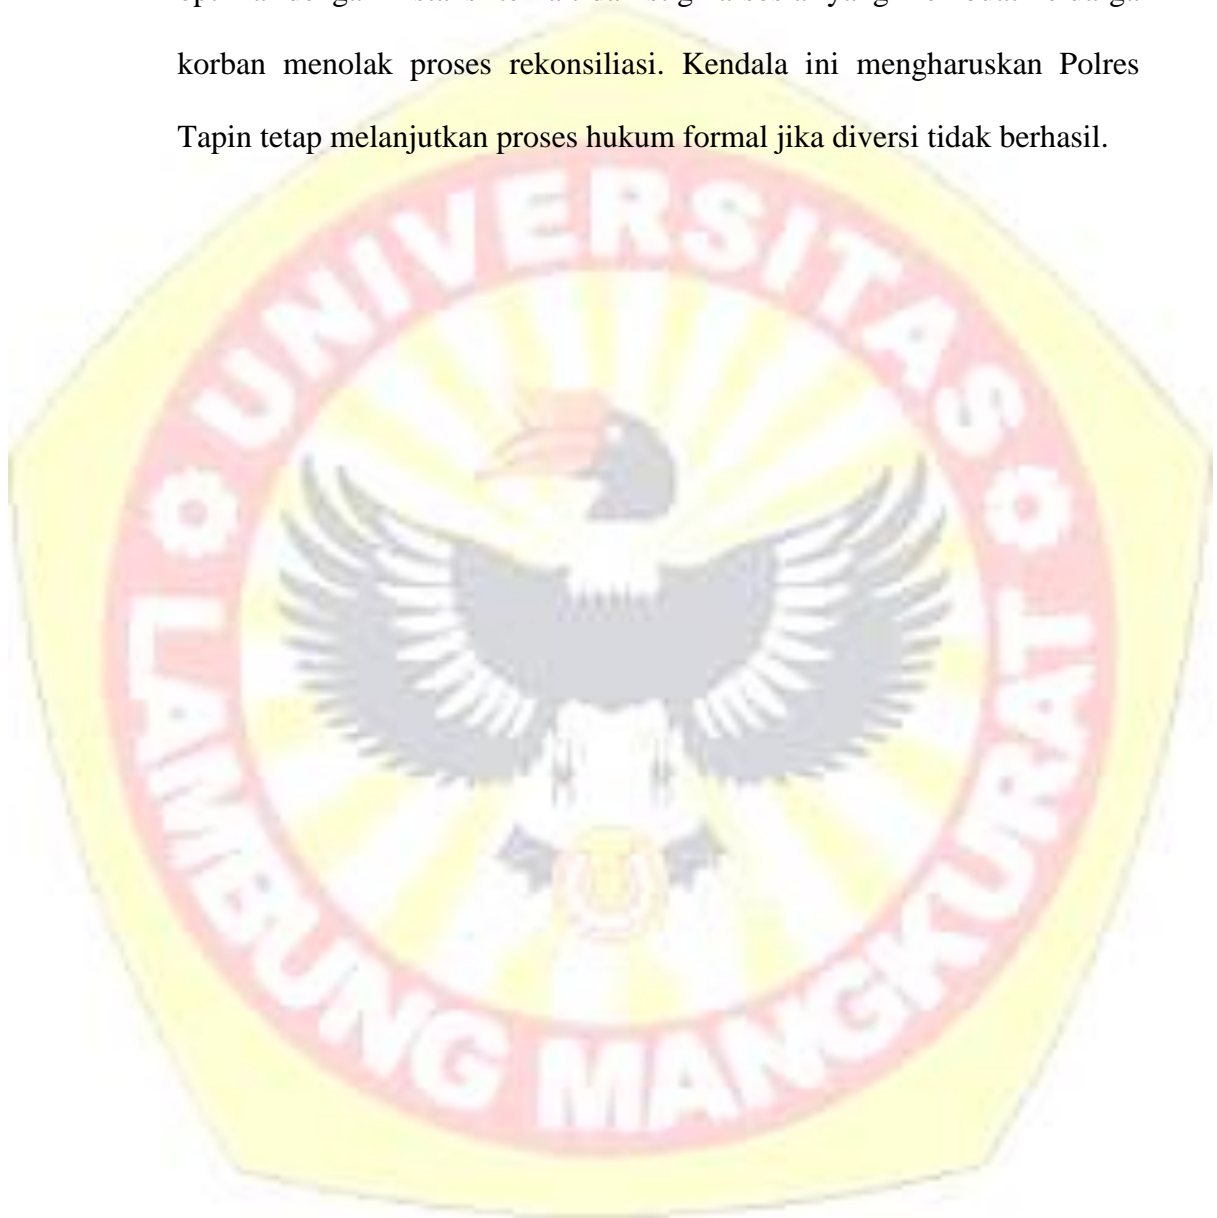 korban menolak proses rekonsiliasi. Kendala ini mengharuskan Polres
Tapin tetap melanjutkan proses hukum formal jika diversi tidak berhasil.
UNIVERSITAS
LAMBUNG MANGKURAT